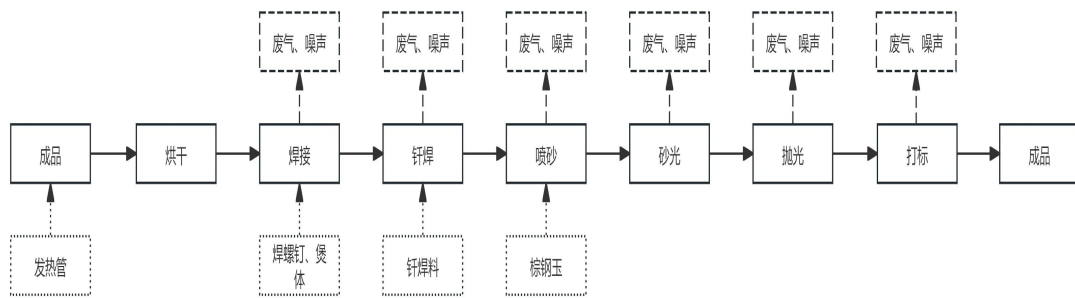 废气、噪声
废气、噪声
废气、噪声
废气、噪声
废气、噪声
废气、噪声
成品
烘干
焊接
钎焊
喷砂
砂光
抛光
打标
成品
发热管
焊螺钉、煲
体
钎焊料
棕钢玉